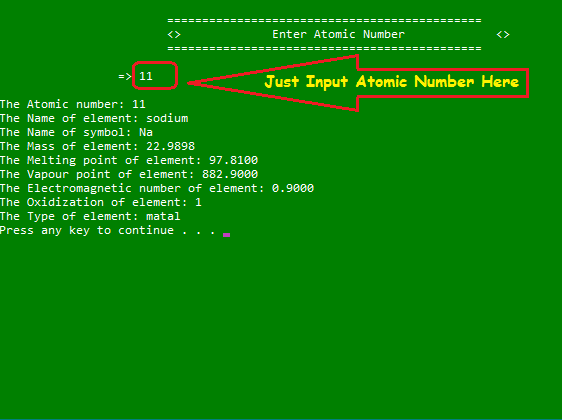 =============================================
<> Enter Atomic Number <>
=============================================
=> 11
Just Input Atomic Number Here
The Atomic number: 11
The Name of element: sodium
The Name of symbol: Na
The Mass of element: 22.9898
The Melting point of element: 97.8100
The Vapour point of element: 882.9000
The Electromagnetic number of element: 0.9000
The Oxidization of element: 1
The Type of element: matal
Press any key to continue . . .